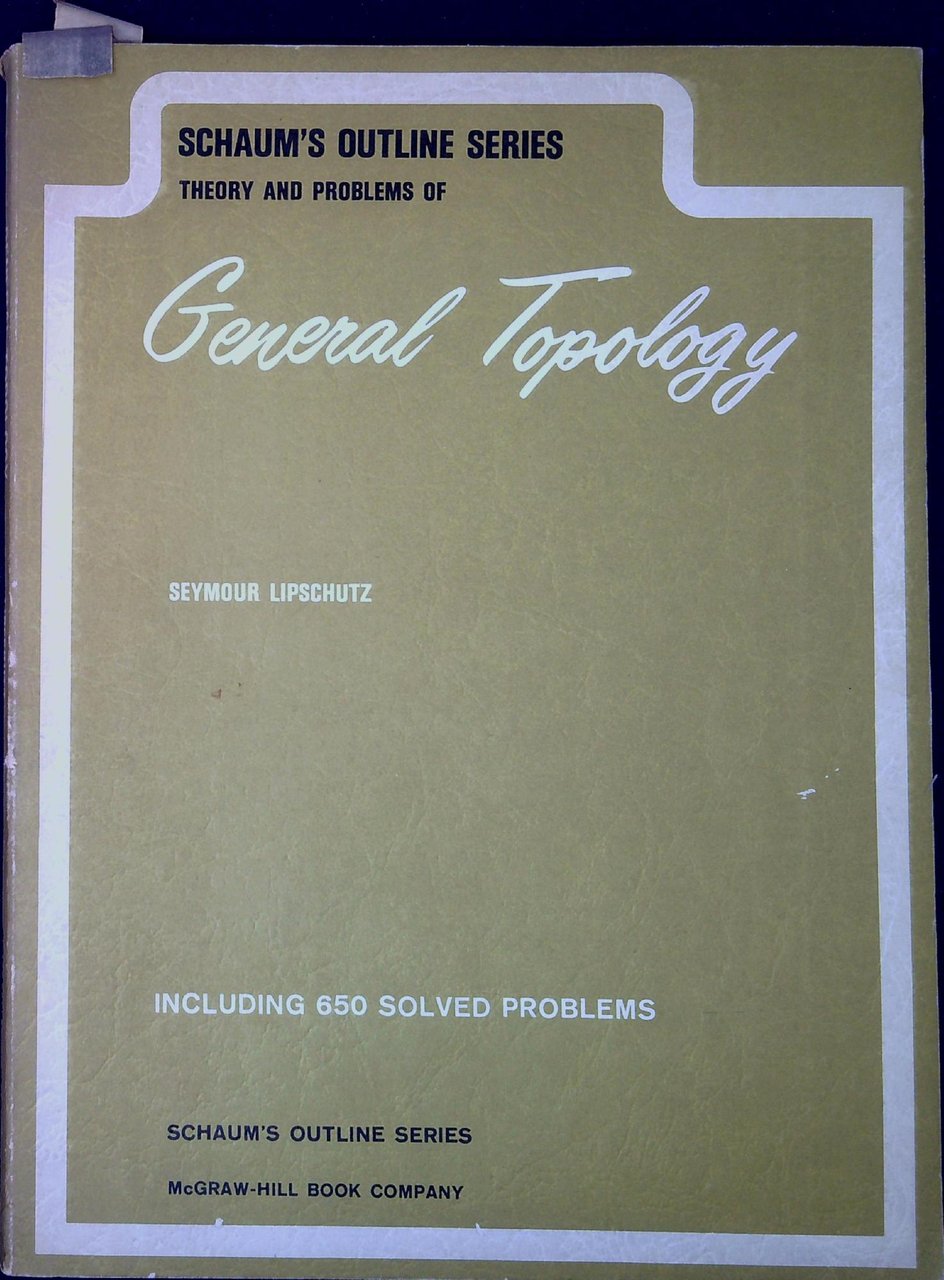 SCHAUM'S OUTLINE SERIES
THEORY AND PROBLEMS OF
General Topology
SEYMOUR LIPSCHUTZ
INCLUDING 650 SOLVED PROBLEMS
SCHAUM'S OUTLINE SERIES
McGRAW-HILL BOOK COMPANY